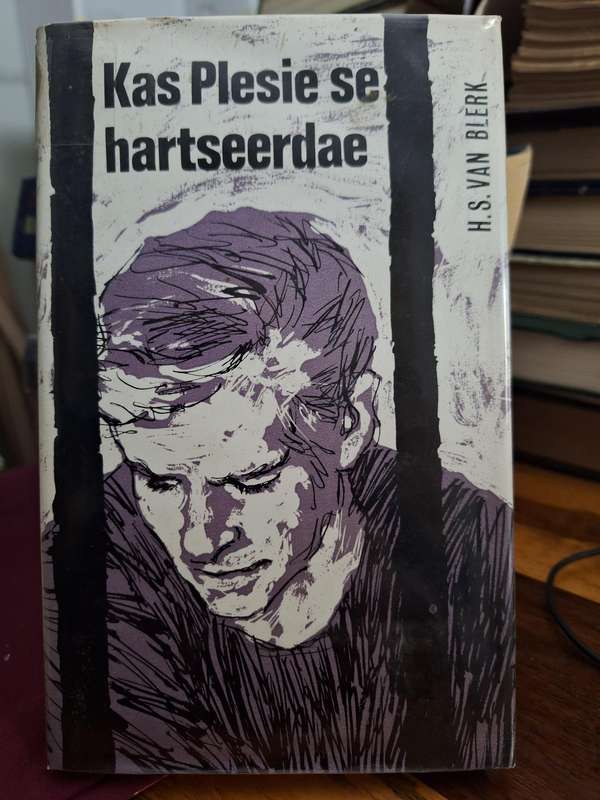 Kas Plesie se
hartseerdae
H.S. VAN BLERK